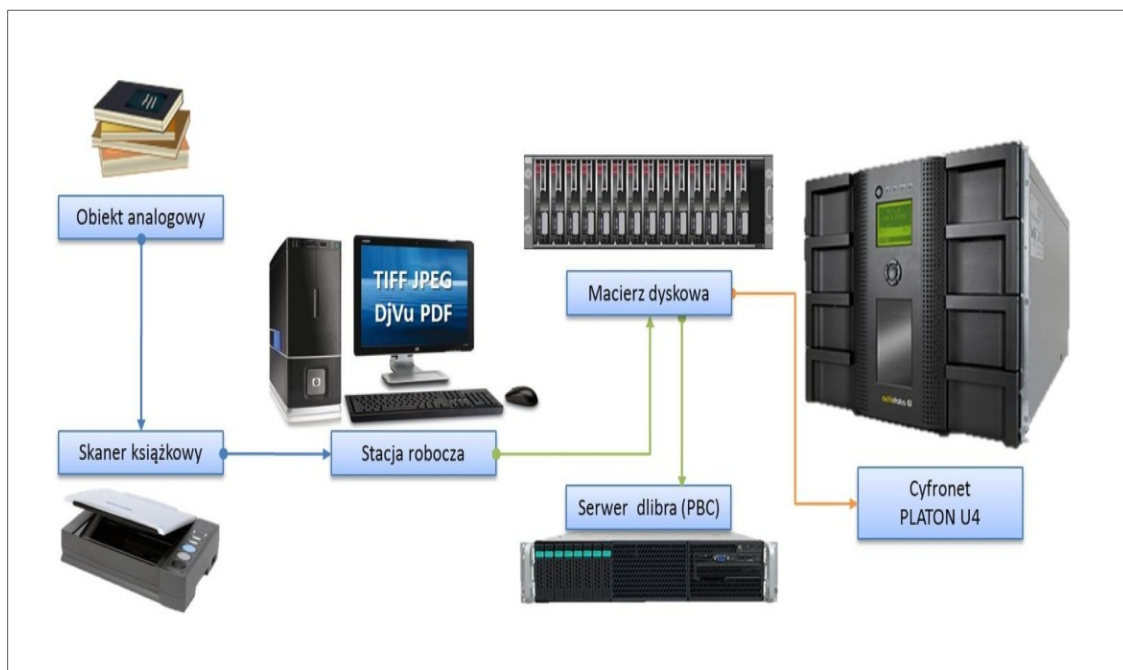 Obiekt analogowy
TIFF JPEG
DjVu PDF
Macierz dyskowa
Skaner książkowy
Stacja robocza
Serwer dlibra (PBC)
Cyfronet
PLATON U4